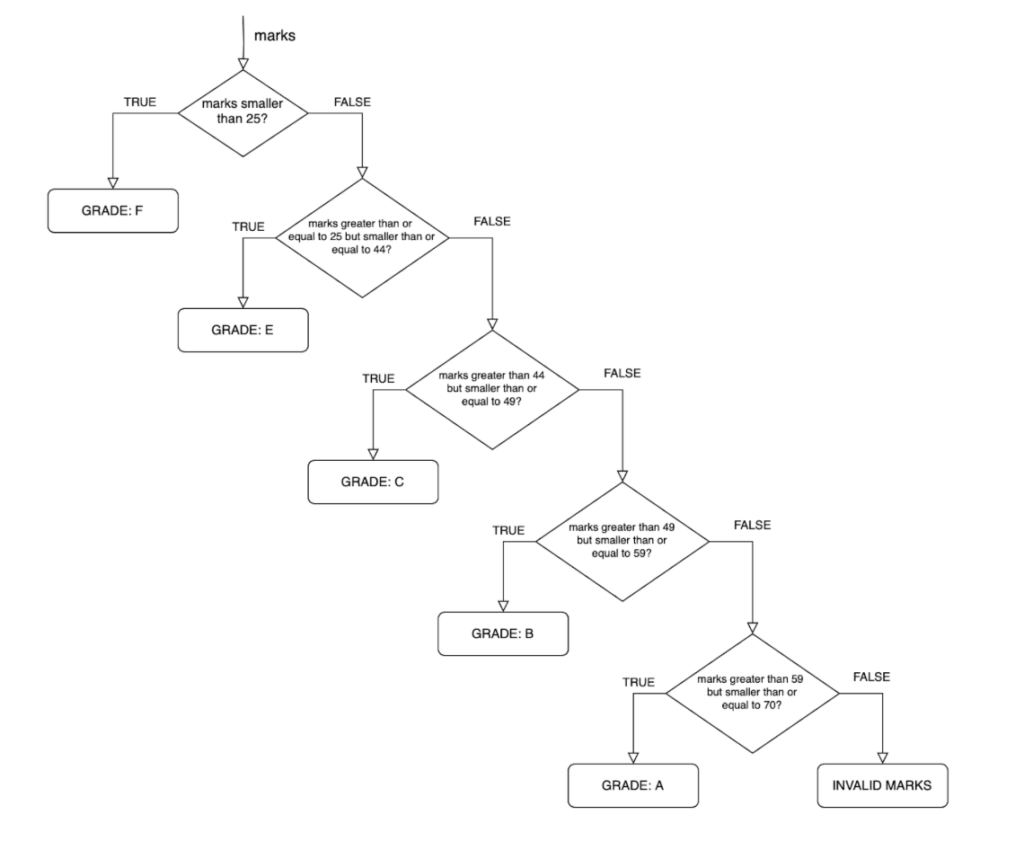 marks
TRUE
marks smaller
than 25?
FALSE
GRADE: F
TRUE
marks greater than or
equal to 25 but smaller than or
equal to 44?
FALSE
GRADE: E
TRUE
marks greater than 44
but smaller than or
equal to 49?
FALSE
GRADE: C
TRUE
marks greater than 49
but smaller than or
equal to 59?
FALSE
GRADE: B
TRUE
marks greater than 59
but smaller than or
equal to 70?
FALSE
GRADE: A
INVALID MARKS